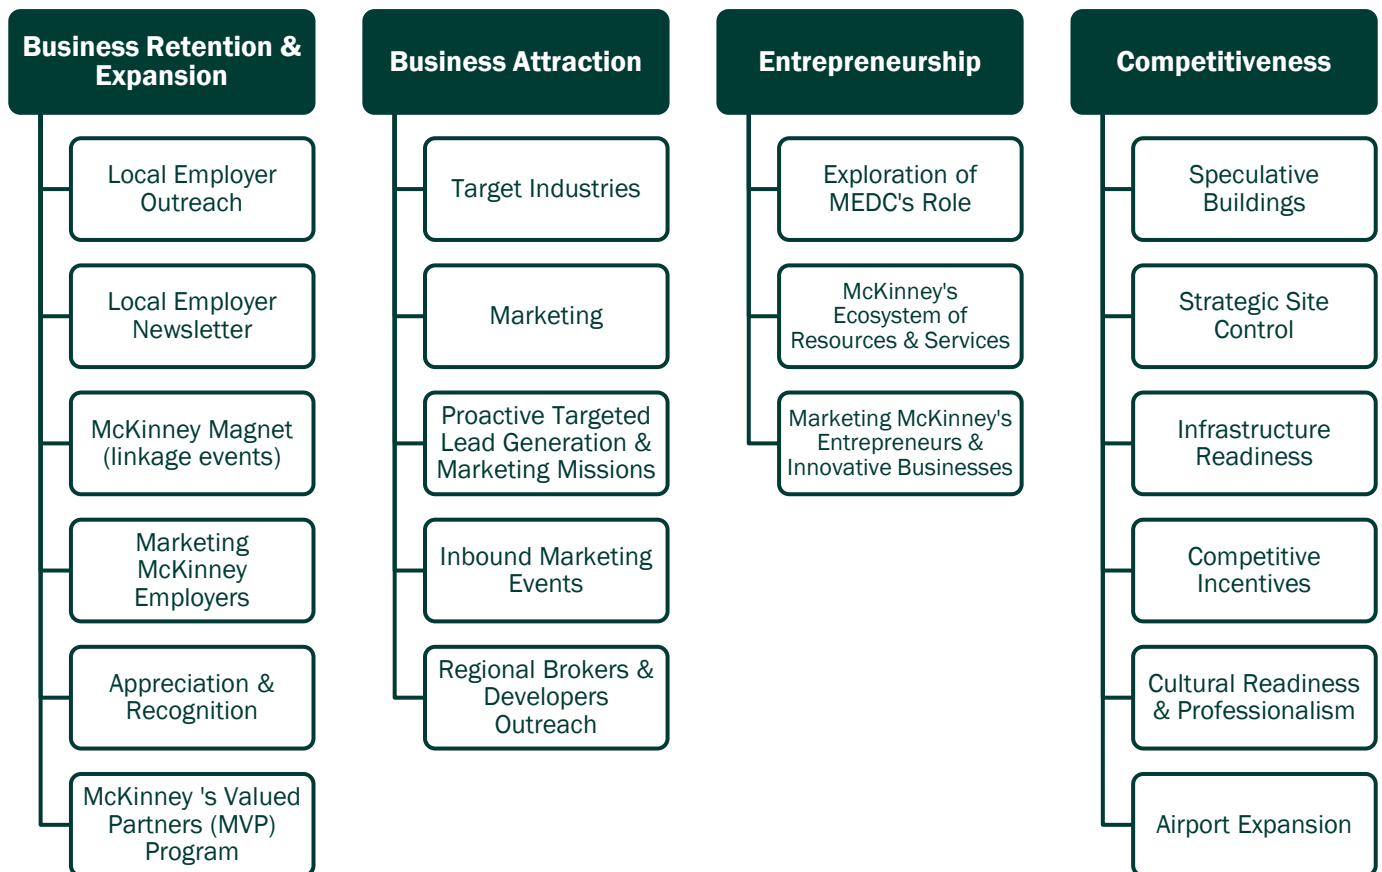 Business Retention &
Expansion
Local Employer
Outreach
Local Employer
Newsletter
McKinney Magnet
(linkage events)
Marketing
McKinney
Employers
Appreciation &
Recognition
McKinney 's Valued
Partners (MVP)
Program
Business Attraction
Target Industries
Marketing
Proactive Targeted
Lead Generation &
Marketing Missions
Inbound Marketing
Events
Regional Brokers &
Developers
Outreach
Entrepreneurship
Exploration of
MEDC's Role
McKinney's
Ecosystem of
Resources & Services
Marketing McKinney's
Entrepreneurs &
Innovative Businesses
Competitiveness
Speculative
Buildings
Strategic Site
Control
Infrastructure
Readiness
Competitive
Incentives
Cultural Readiness
& Professionalism
Airport Expansion